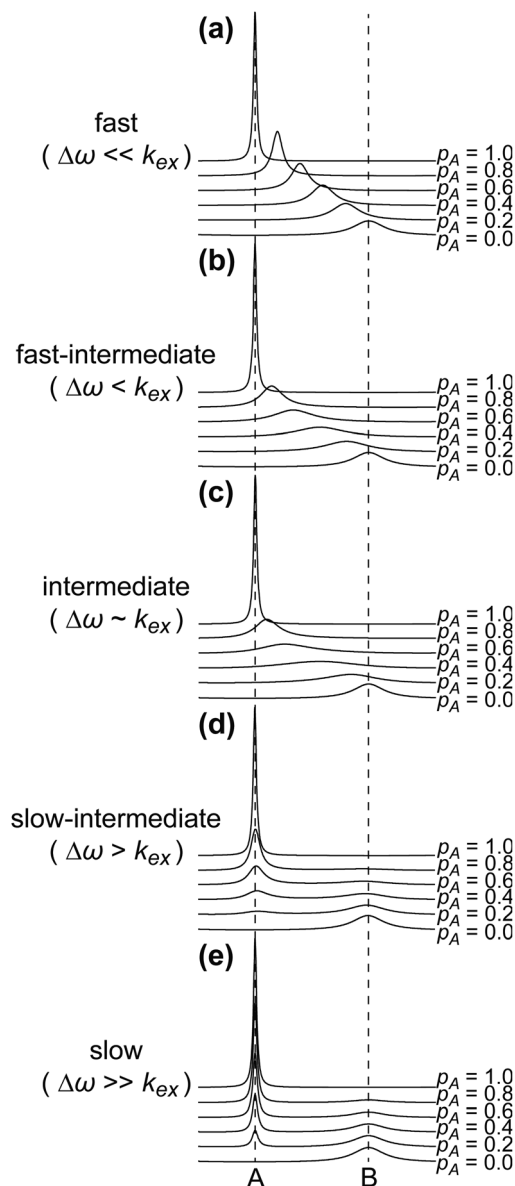 (a)
fast
( Δω << kex )
pA = 1.0
pA = 0.8
pA = 0.6
pA = 0.4
pA = 0.2
pA = 0.0
(b)
fast-intermediate
( Δω < kex )
pA = 1.0
pA = 0.8
pA = 0.6
pA = 0.4
pA = 0.2
pA = 0.0
(c)
intermediate
( Δω ~ kex )
pA = 1.0
pA = 0.8
pA = 0.6
pA = 0.4
pA = 0.2
pA = 0.0
(d)
slow-intermediate
( Δω > kex )
pA = 1.0
pA = 0.8
pA = 0.6
pA = 0.4
pA = 0.2
pA = 0.0
(e)
slow
( Δω >> kex )
pA = 1.0
pA = 0.8
pA = 0.6
pA = 0.4
pA = 0.2
pA = 0.0
A B